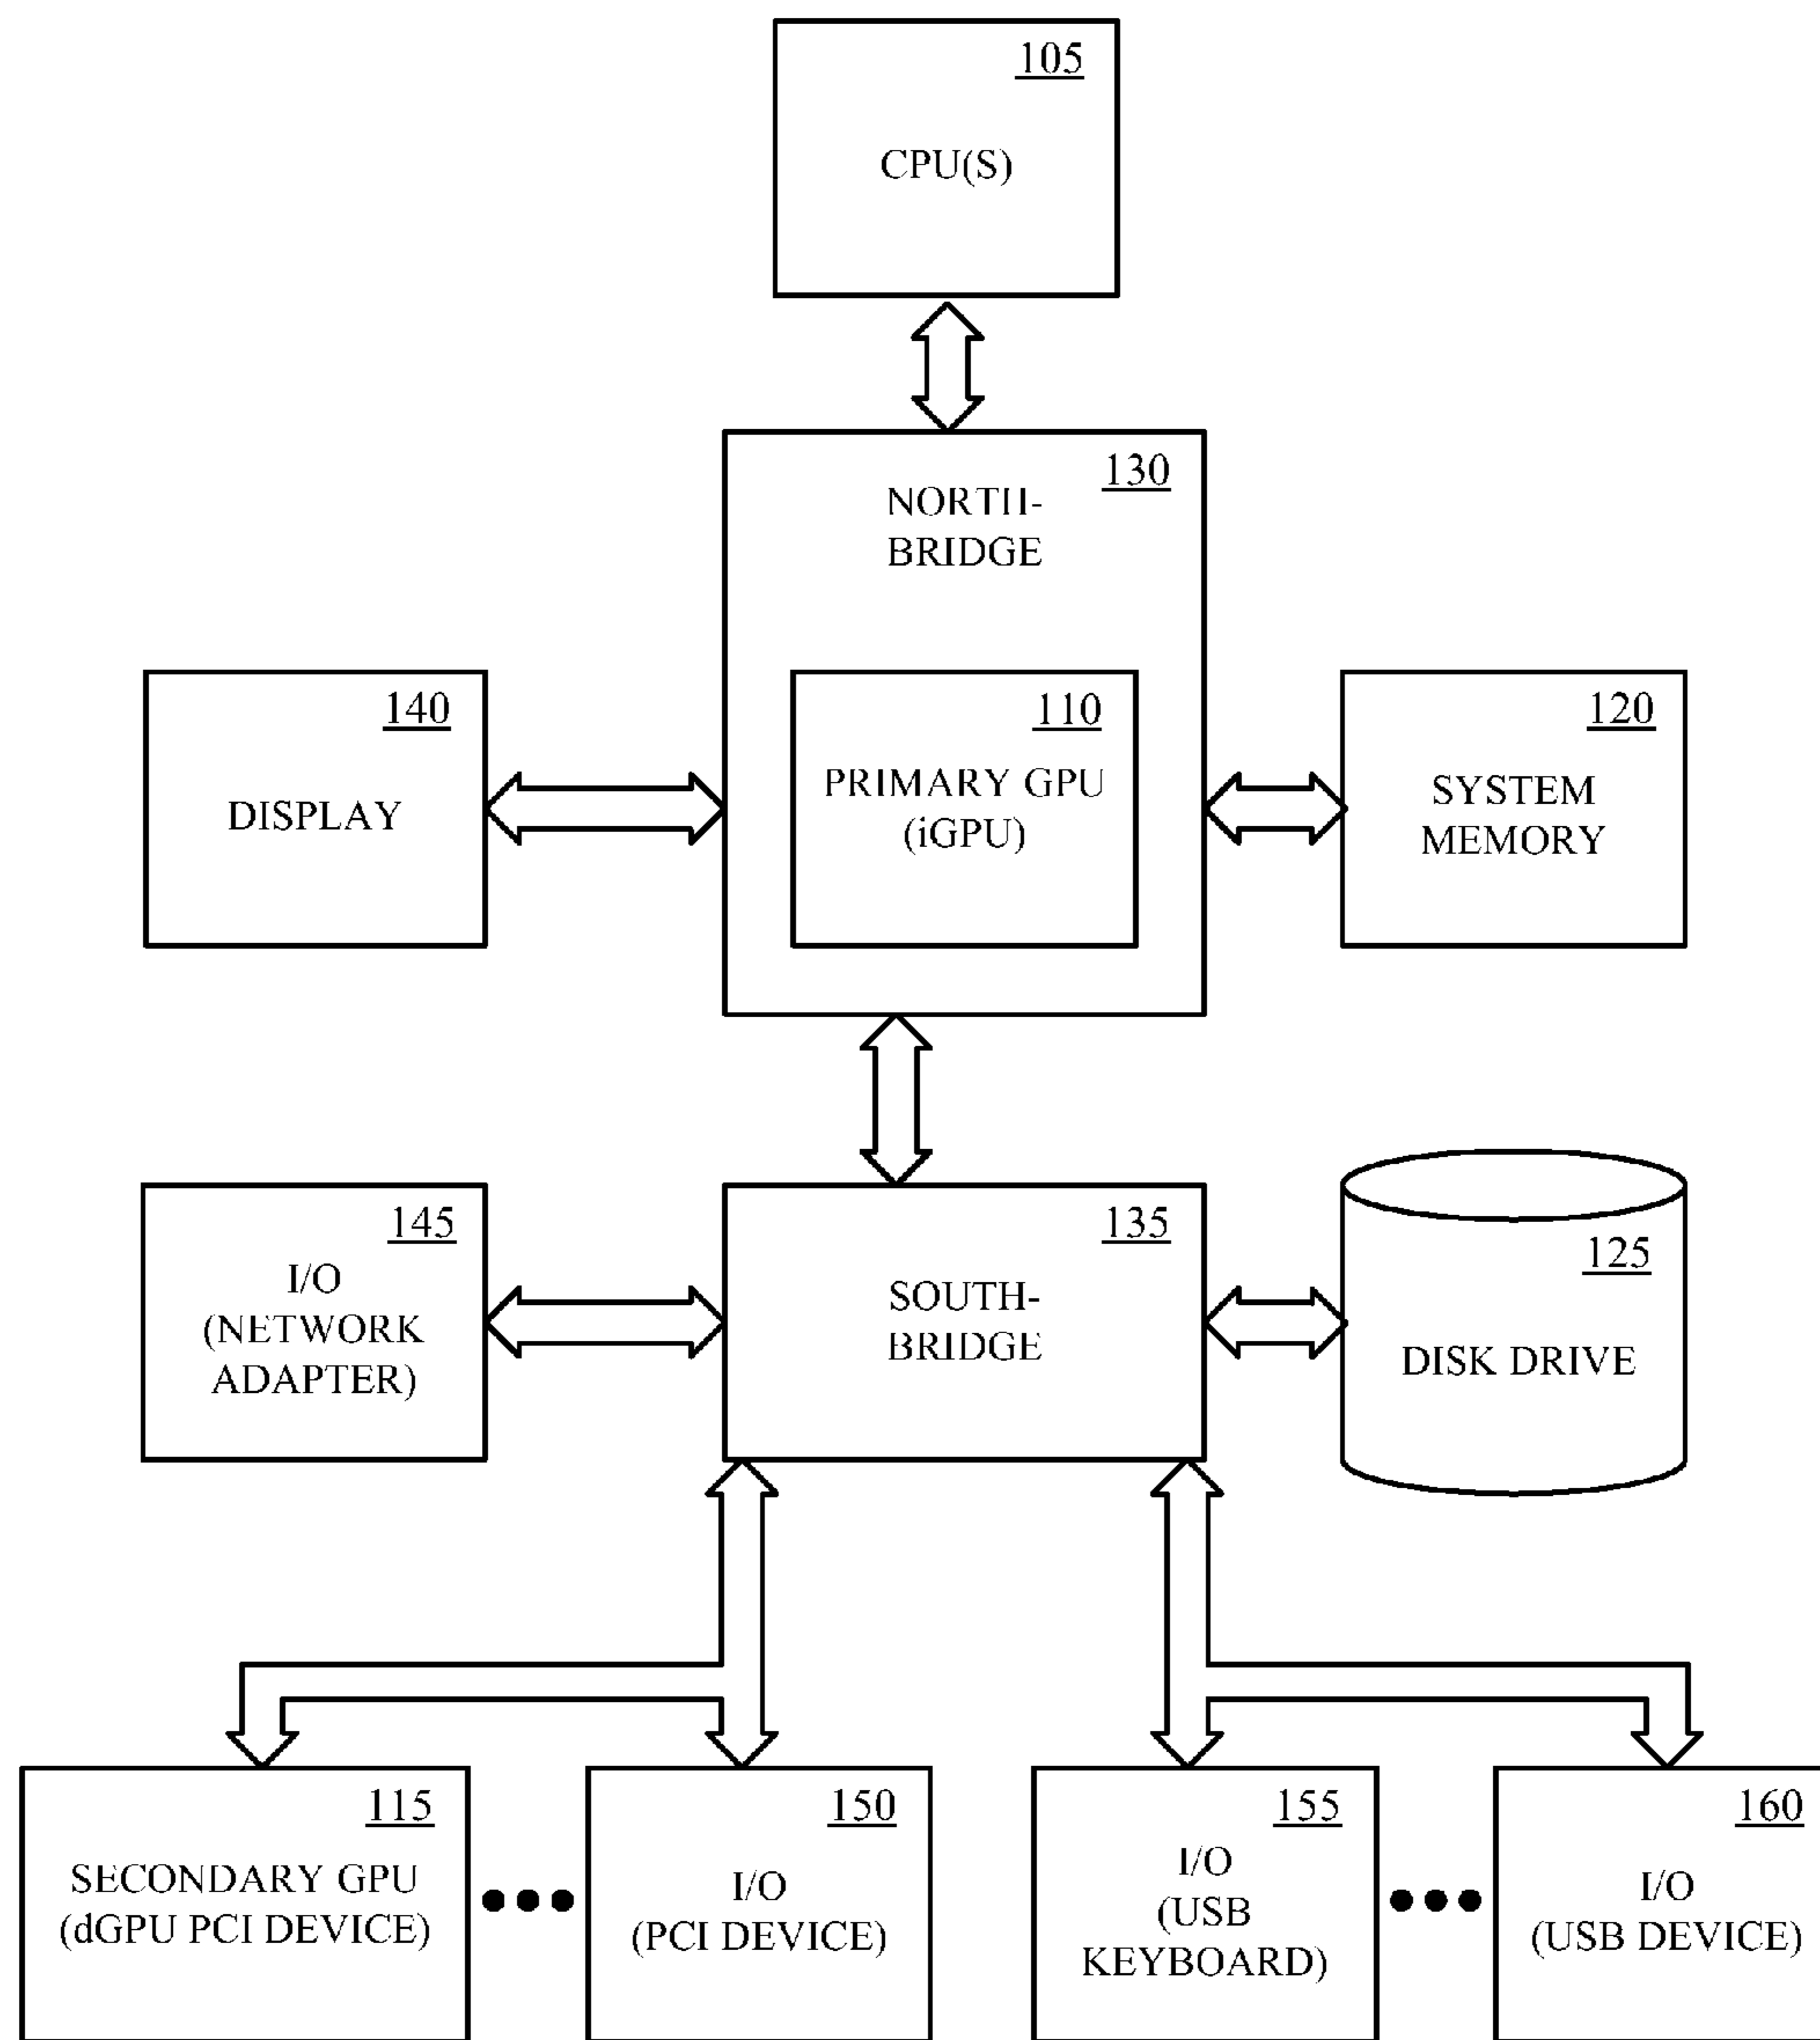 105
CPU(S)
130
NORTH-
BRIDGE
140
DISPLAY
110
PRIMARY GPU
(iGPU)
120
SYSTEM
MEMORY
145
I/O
(NETWORK
ADAPTER)
135
SOUTH-
BRIDGE
125
DISK DRIVE
115
SECONDARY GPU
(dGPU PCI DEVICE)
150
I/O
(PCI DEVICE)
155
I/O
(USB
KEYBOARD)
160
I/O
(USB DEVICE)